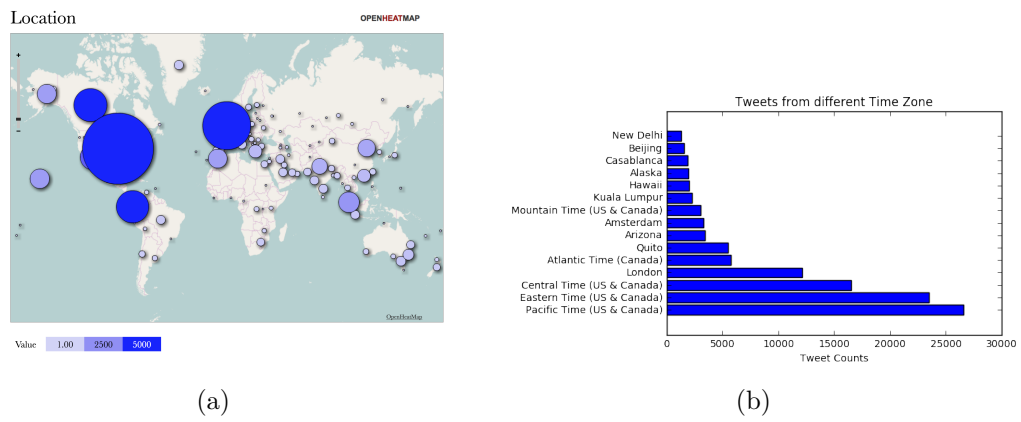 Location
OPENHEATMAP
+
−
OpenHeatMap
Value 1.00 2500 5000
(a)
Tweets from different Time Zone
New Delhi
Beijing
Casablanca
Alaska
Hawaii
Kuala Lumpur
Mountain Time (US & Canada)
Amsterdam
Arizona
Quito
Atlantic Time (Canada)
London
Central Time (US & Canada)
Eastern Time (US & Canada)
Pacific Time (US & Canada)
0 5000 10000 15000 20000 25000 30000
Tweet Counts
(b)